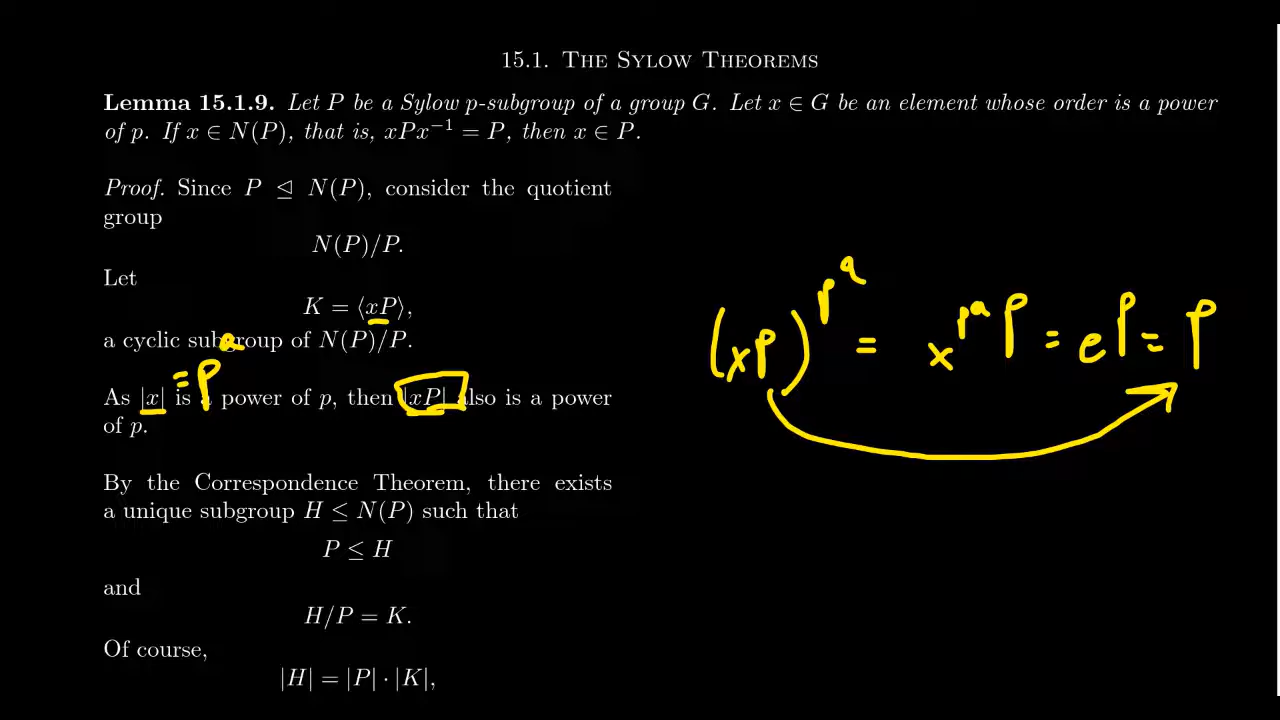 15.1. THE SYLOW THEOREMS
Lemma 15.1.9. Let P be a Sylow p-subgroup of a group G. Let x ∈ G be an element whose order is a power
of p. If x ∈ N(P), that is, xPx⁻¹ = P, then x ∈ P.
Proof. Since P ⊴ N(P), consider the quotient
group
N(P)/P.
Let
K = ⟨xP⟩,
a cyclic subgroup of N(P)/P.
= pᵃ
As |x| is a power of p, then |xP| also is a power
of p.
By the Correspondence Theorem, there exists
a unique subgroup H ≤ N(P) such that
P ≤ H
and
H/P = K.
Of course,
|H| = |P| · |K|,
(xP)^pᵃ = x^pᵃ P = eP = P